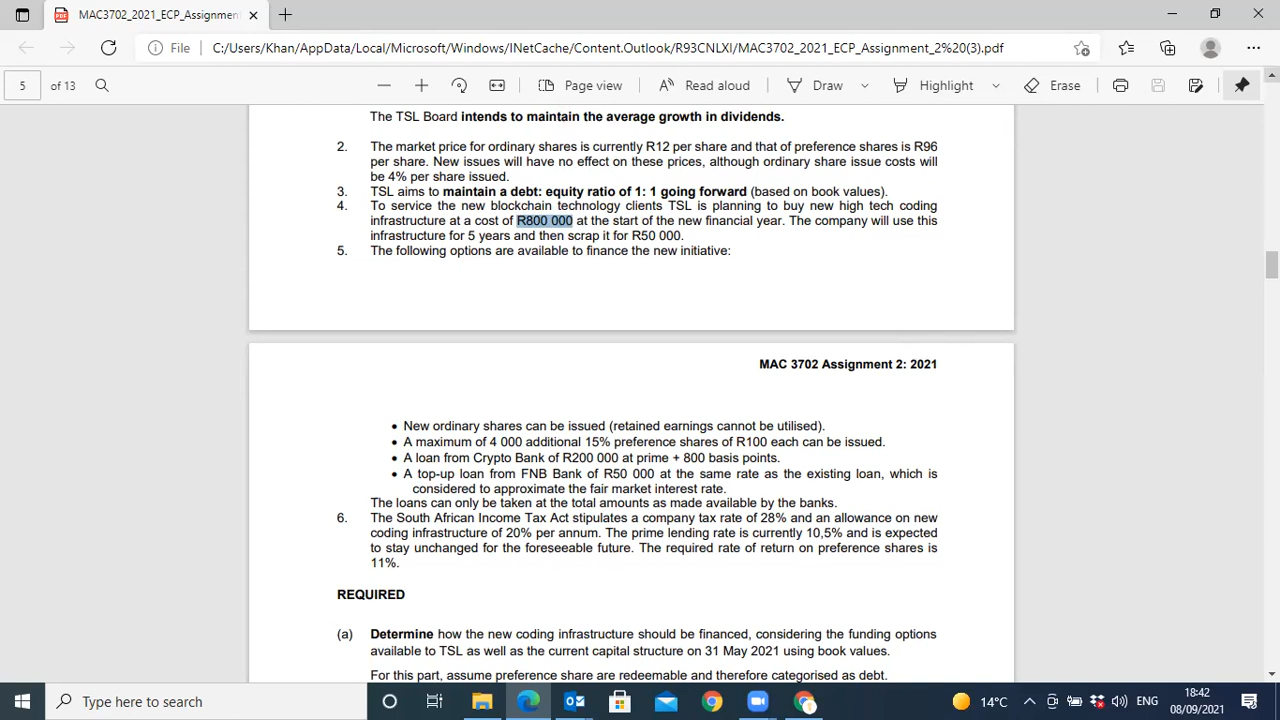 MAC3702_2021_ECP_Assignment
File C:/Users/Khan/AppData/Local/Microsoft/Windows/INetCache/Content.Outlook/R93CNLXI/MAC3702_2021_ECP_Assignment_2%20(3).pdf
5 of 13 Page view Read aloud Draw Highlight Erase
The TSL Board intends to maintain the average growth in dividends.
2. The market price for ordinary shares is currently R12 per share and that of preference shares is R96
per share. New issues will have no effect on these prices, although ordinary share issue costs will
be 4% per share issued.
3. TSL aims to maintain a debt: equity ratio of 1: 1 going forward (based on book values).
4. To service the new blockchain technology clients TSL is planning to buy new high tech coding
infrastructure at a cost of R800 000 at the start of the new financial year. The company will use this
infrastructure for 5 years and then scrap it for R50 000.
5. The following options are available to finance the new initiative:
MAC 3702 Assignment 2: 2021
• New ordinary shares can be issued (retained earnings cannot be utilised).
• A maximum of 4 000 additional 15% preference shares of R100 each can be issued.
• A loan from Crypto Bank of R200 000 at prime + 800 basis points.
• A top-up loan from FNB Bank of R50 000 at the same rate as the existing loan, which is
considered to approximate the fair market interest rate.
The loans can only be taken at the total amounts as made available by the banks.
6. The South African Income Tax Act stipulates a company tax rate of 28% and an allowance on new
coding infrastructure of 20% per annum. The prime lending rate is currently 10,5% and is expected
to stay unchanged for the foreseeable future. The required rate of return on preference shares is
11%.
REQUIRED
(a) Determine how the new coding infrastructure should be financed, considering the funding options
available to TSL as well as the current capital structure on 31 May 2021 using book values.
For this part, assume preference share are redeemable and therefore categorised as debt.
Type here to search
14°C ENG
18:42
08/09/2021